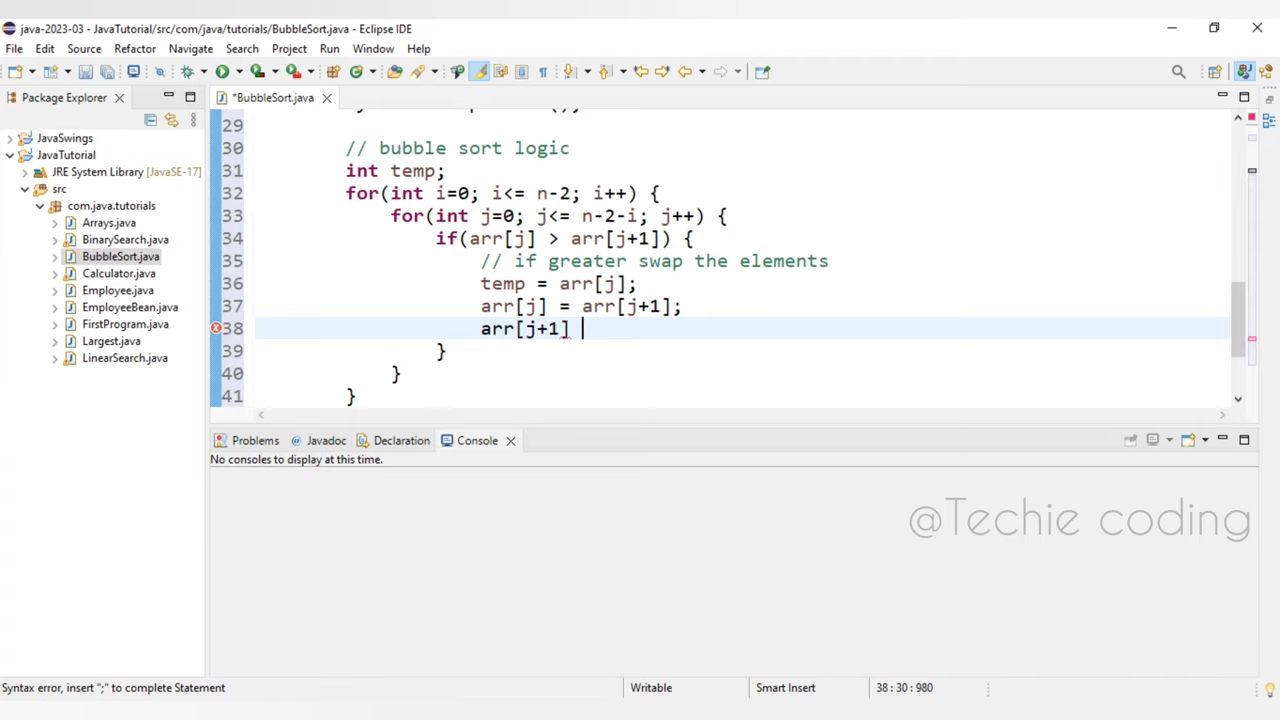 java-2023-03 - JavaTutorial/src/com/java/tutorials/BubbleSort.java - Eclipse IDE
File Edit Source Refactor Navigate Search Project Run Window Help
Package Explorer
*BubbleSort.java
JavaSwings
JavaTutorial
JRE System Library [JavaSE-17]
src
com.java.tutorials
Arrays.java
BinarySearch.java
BubbleSort.java
Calculator.java
Employee.java
EmployeeBean.java
FirstProgram.java
Largest.java
LinearSearch.java
29
30 // bubble sort logic
31 int temp;
32 for(int i=0; i<= n-2; i++) {
33 for(int j=0; j<= n-2-i; j++) {
34 if(arr[j] > arr[j+1]) {
35 // if greater swap the elements
36 temp = arr[j];
37 arr[j] = arr[j+1];
38 arr[j+1]
39 }
40 }
41 }
Problems @ Javadoc Declaration Console
No consoles to display at this time.
@Techie coding
Syntax error, insert ";" to complete Statement Writable Smart Insert 38 : 30 : 980